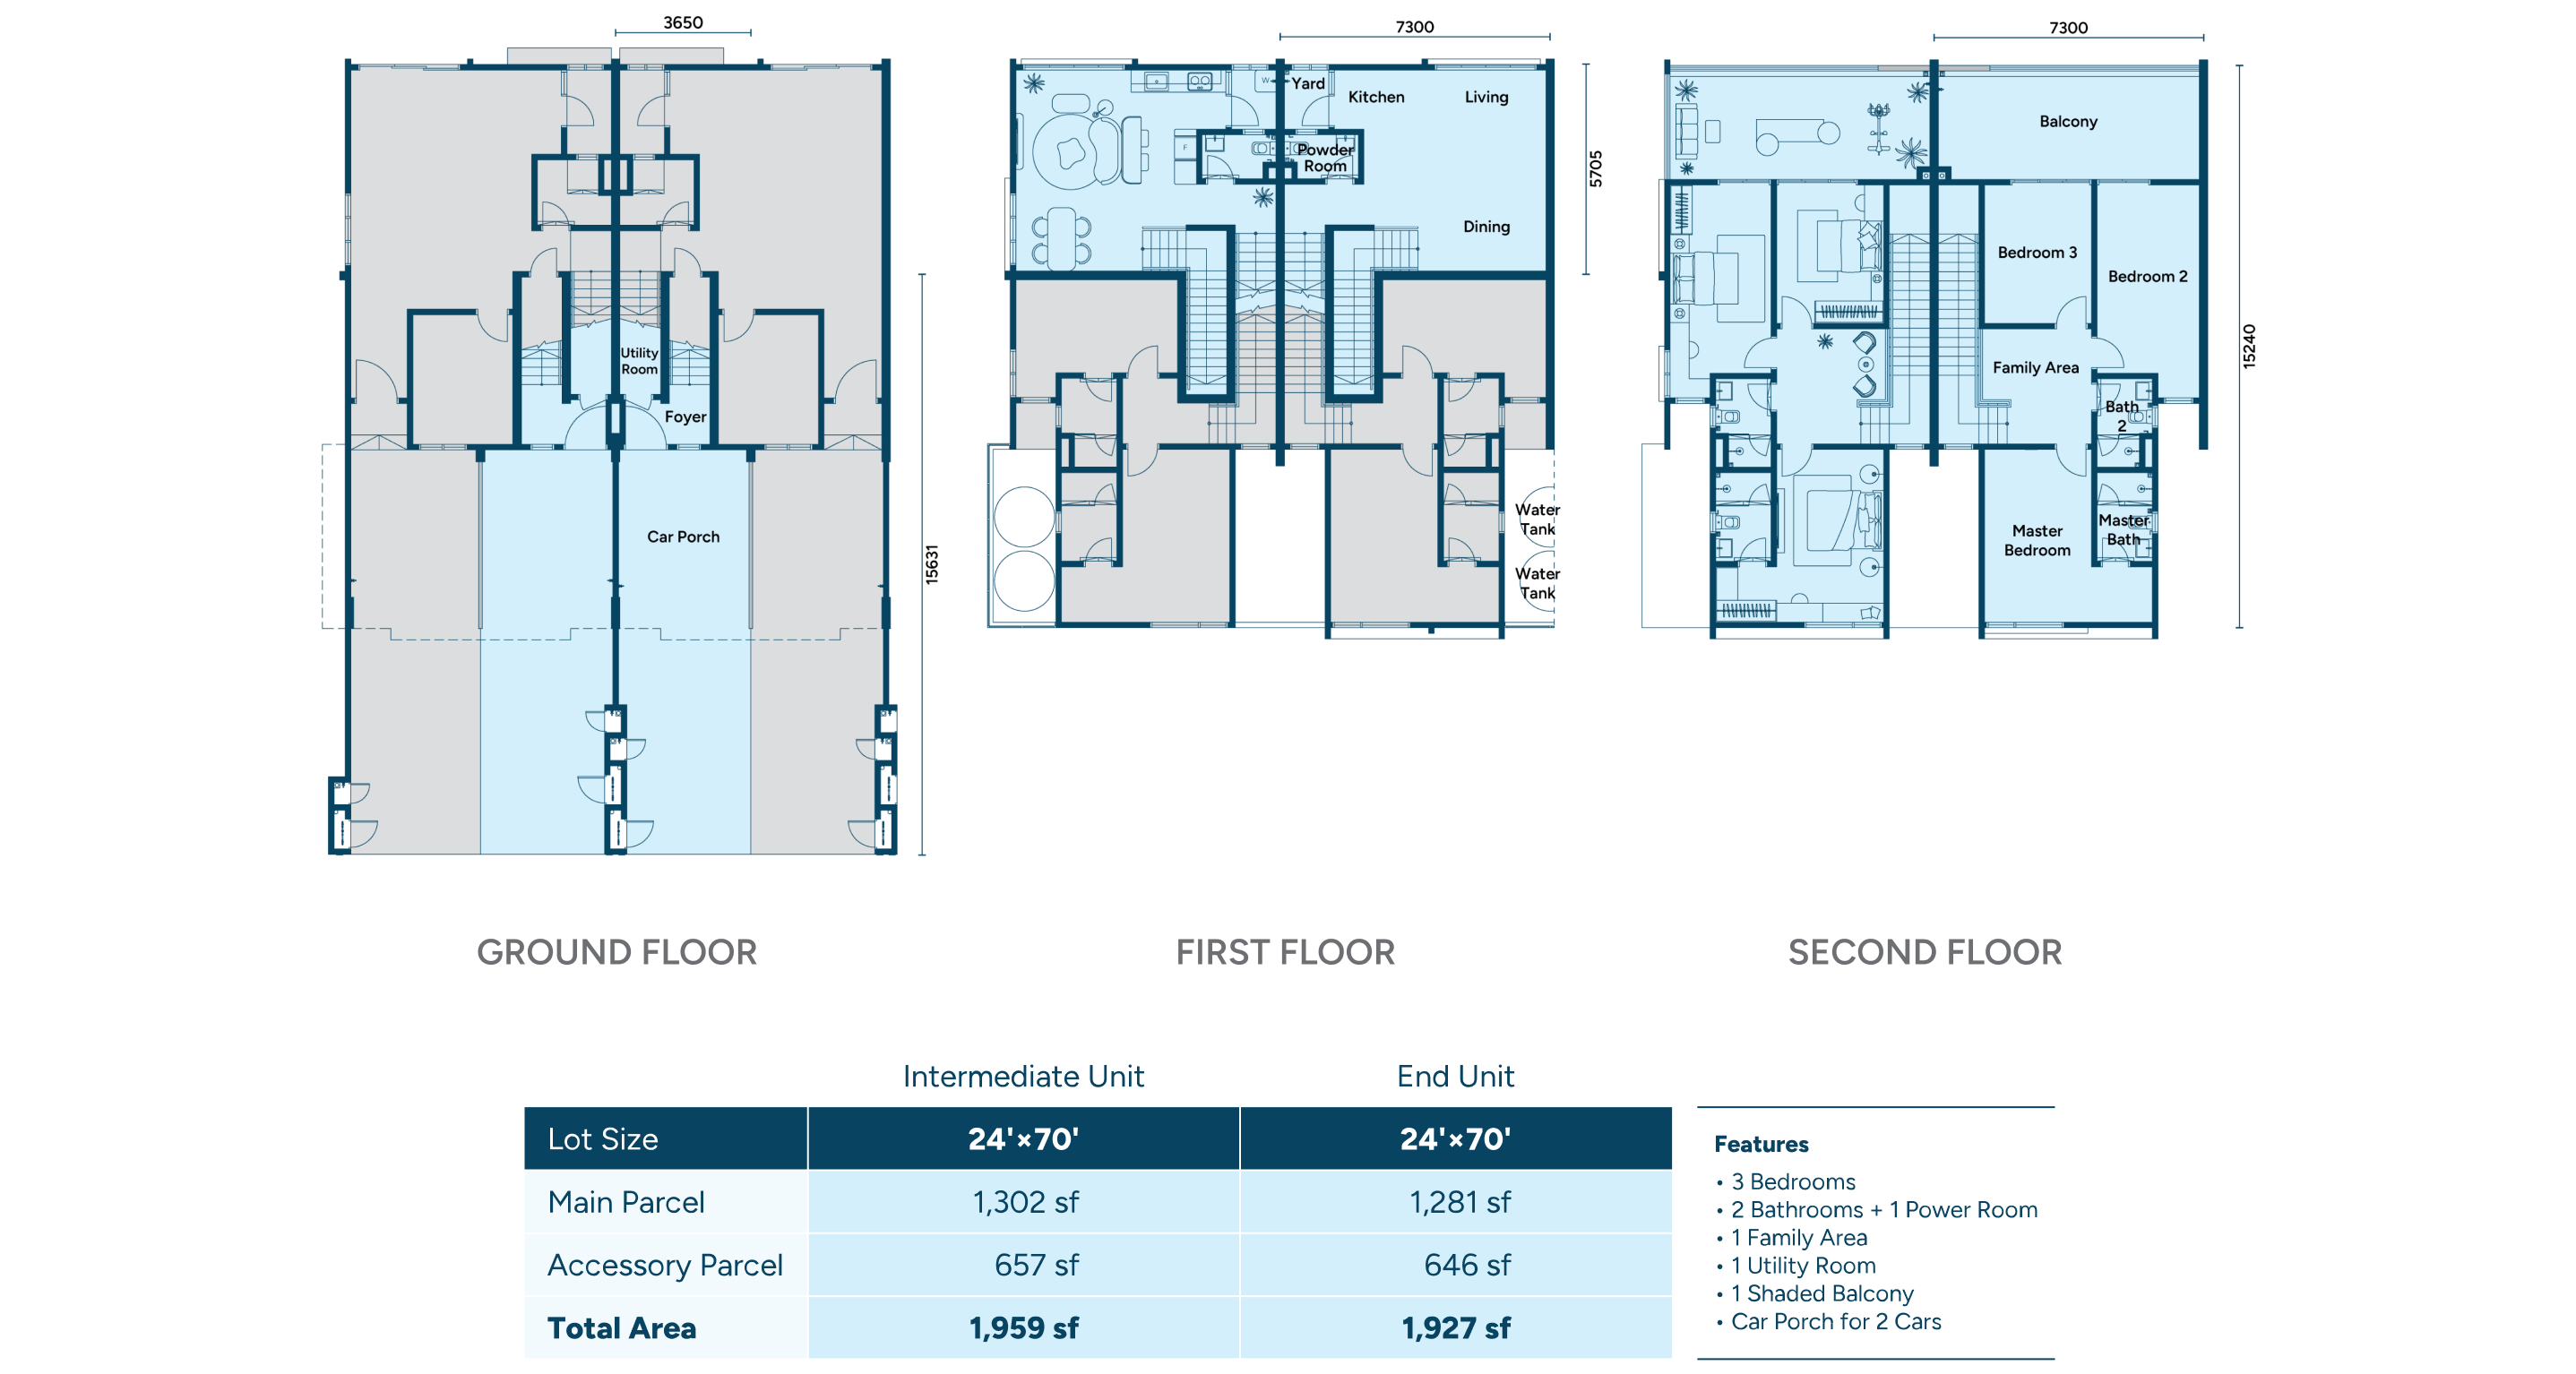 3650
Utility
Room
Foyer
Car Porch
15631
GROUND FLOOR
7300
W
Yard
Kitchen
Living
F
Powder
Room
Dining
5705
Water
Tank
Water
Tank
FIRST FLOOR
7300
Balcony
Bedroom 3
Bedroom 2
Family Area
Bath
2
Master
Bedroom
Master
Bath
15240
SECOND FLOOR
Intermediate Unit
End Unit
Lot Size
24'×70'
24'×70'
Main Parcel
1,302 sf
1,281 sf
Accessory Parcel
657 sf
646 sf
Total Area
1,959 sf
1,927 sf
Features
• 3 Bedrooms
• 2 Bathrooms + 1 Power Room
• 1 Family Area
• 1 Utility Room
• 1 Shaded Balcony
• Car Porch for 2 Cars